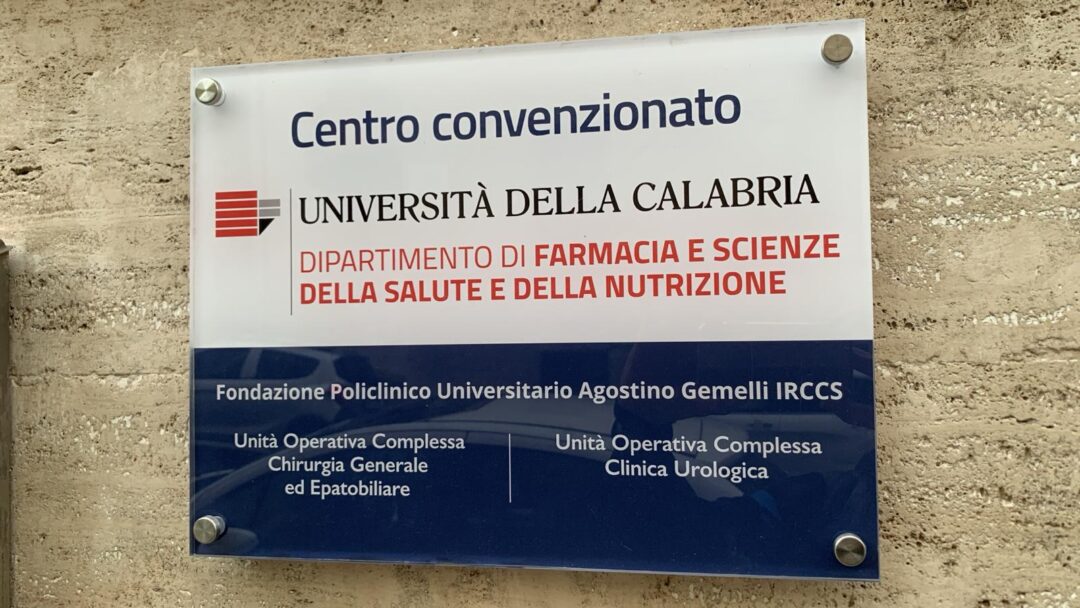 Centro convenzionato
UNIVERSITÀ DELLA CALABRIA
DIPARTIMENTO DI FARMACIA E SCIENZE
DELLA SALUTE E DELLA NUTRIZIONE
Fondazione Policlinico Universitario Agostino Gemelli IRCCS
Unità Operativa Complessa
Chirurgia Generale
ed Epatobiliare
Unità Operativa Complessa
Clinica Urologica